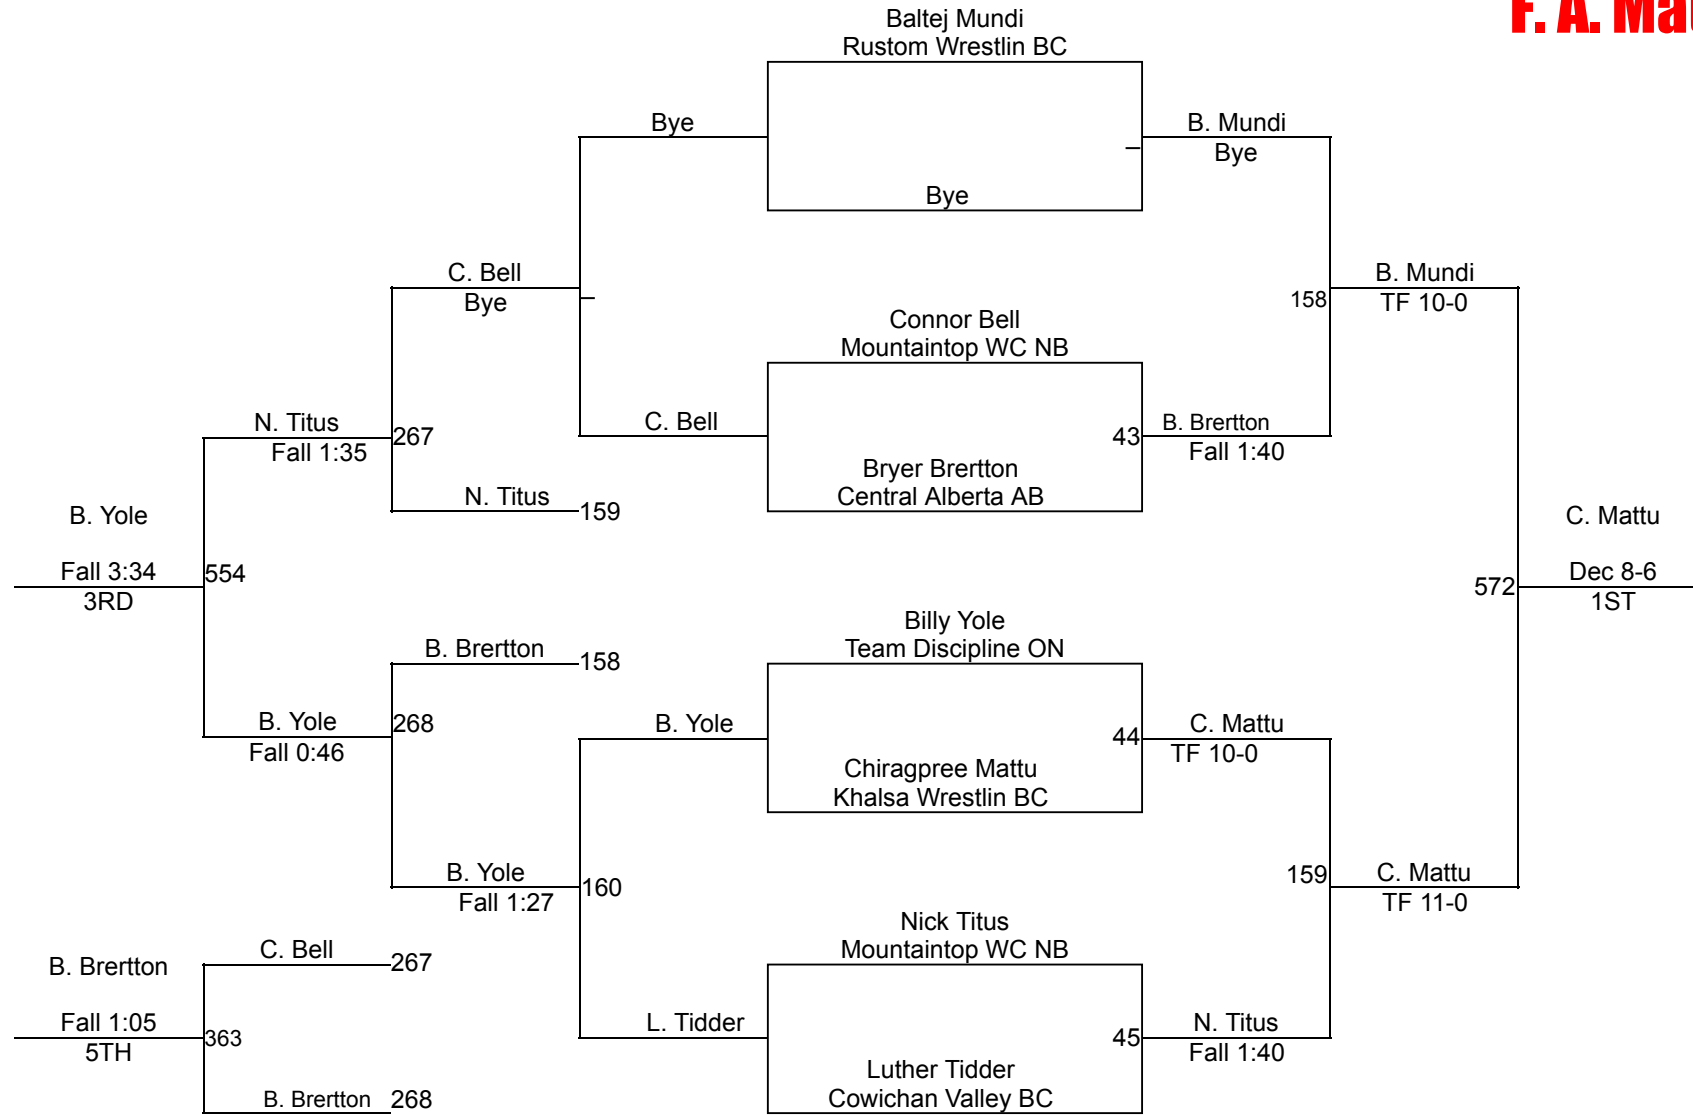 F. A. Ma
Baltej Mundi
Rustom Wrestlin BC
Bye
B. Mundi
Bye
Bye
C. Bell
Bye
B. Mundi
TF 10-0
158
Connor Bell
Mountaintop WC NB
N. Titus
Fall 1:35
267
C. Bell
43
B. Brertton
Fall 1:40
Bryer Brertton
Central Alberta AB
N. Titus
159
B. Yole
Fall 3:34
3RD
554
C. Mattu
Dec 8-6
1ST
572
Billy Yole
Team Discipline ON
B. Brertton
158
B. Yole
Fall 0:46
268
B. Yole
44
C. Mattu
TF 10-0
Chiragpree Mattu
Khalsa Wrestlin BC
B. Yole
Fall 1:27
160
159
C. Mattu
TF 11-0
Nick Titus
Mountaintop WC NB
B. Brertton
Fall 1:05
5TH
C. Bell
267
363
L. Tidder
45
N. Titus
Fall 1:40
Luther Tidder
Cowichan Valley BC
B. Brertton
268